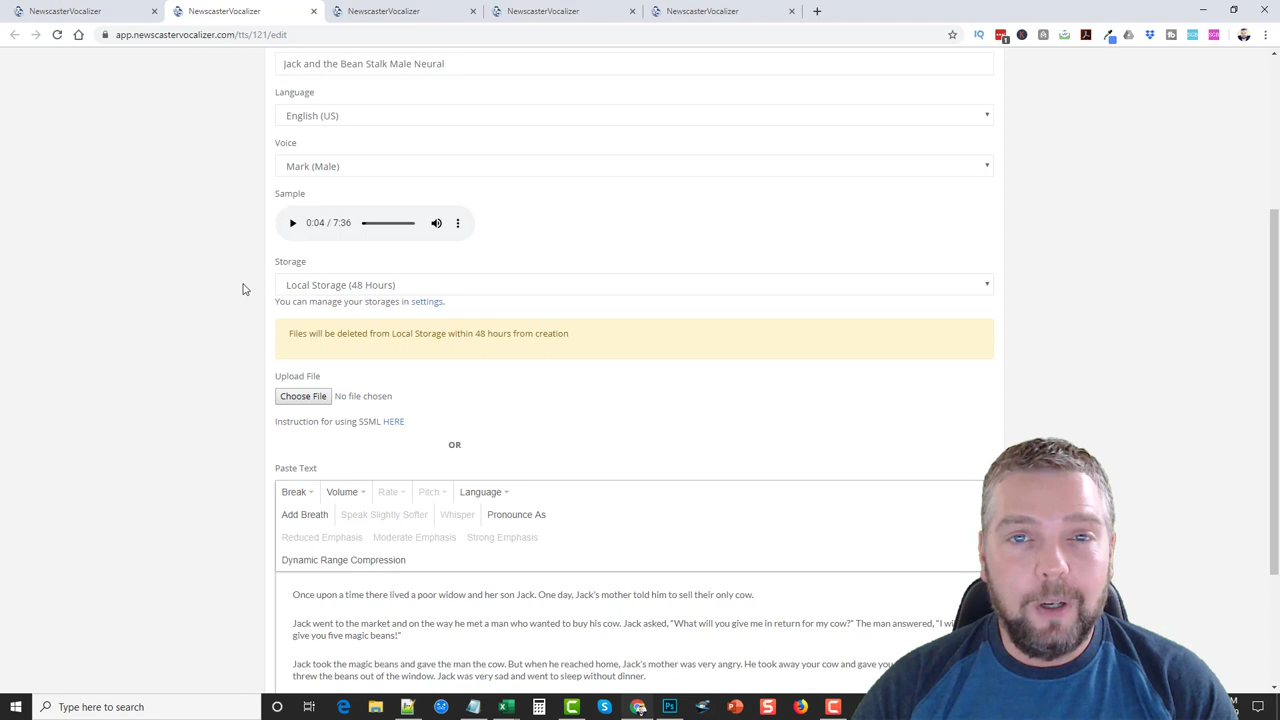 NewscasterVocalizer
NewscasterVocalizer
NewscasterVocalizer
NewscasterVocalizer
NewscasterVocalizer
app.newscastervocalizer.com/tts/121/edit
Jack and the Bean Stalk Male Neural
Language
English (US)
Voice
Mark (Male)
Sample
0:04 / 7:36
Storage
Local Storage (48 Hours)
You can manage your storages in settings.
Files will be deleted from Local Storage within 48 hours from creation
Upload File
Choose File No file chosen
Instruction for using SSML HERE
OR
Paste Text
Break Volume Rate Pitch Language
Add Breath Speak Slightly Softer Whisper Pronounce As
Reduced Emphasis Moderate Emphasis Strong Emphasis
Dynamic Range Compression
Once upon a time there lived a poor widow and her son Jack. One day, Jack's mother told him to sell their only cow.
Jack went to the market and on the way he met a man who wanted to buy his cow. Jack asked, "What will you give me in return for my cow?" The man answered, "I
give you five magic beans!"
Jack took the magic beans and gave the man the cow. But when he reached home, Jack's mother was very angry. He took away your cow and gave you
threw the beans out of the window. Jack was very sad and went to sleep without dinner.
Type here to search